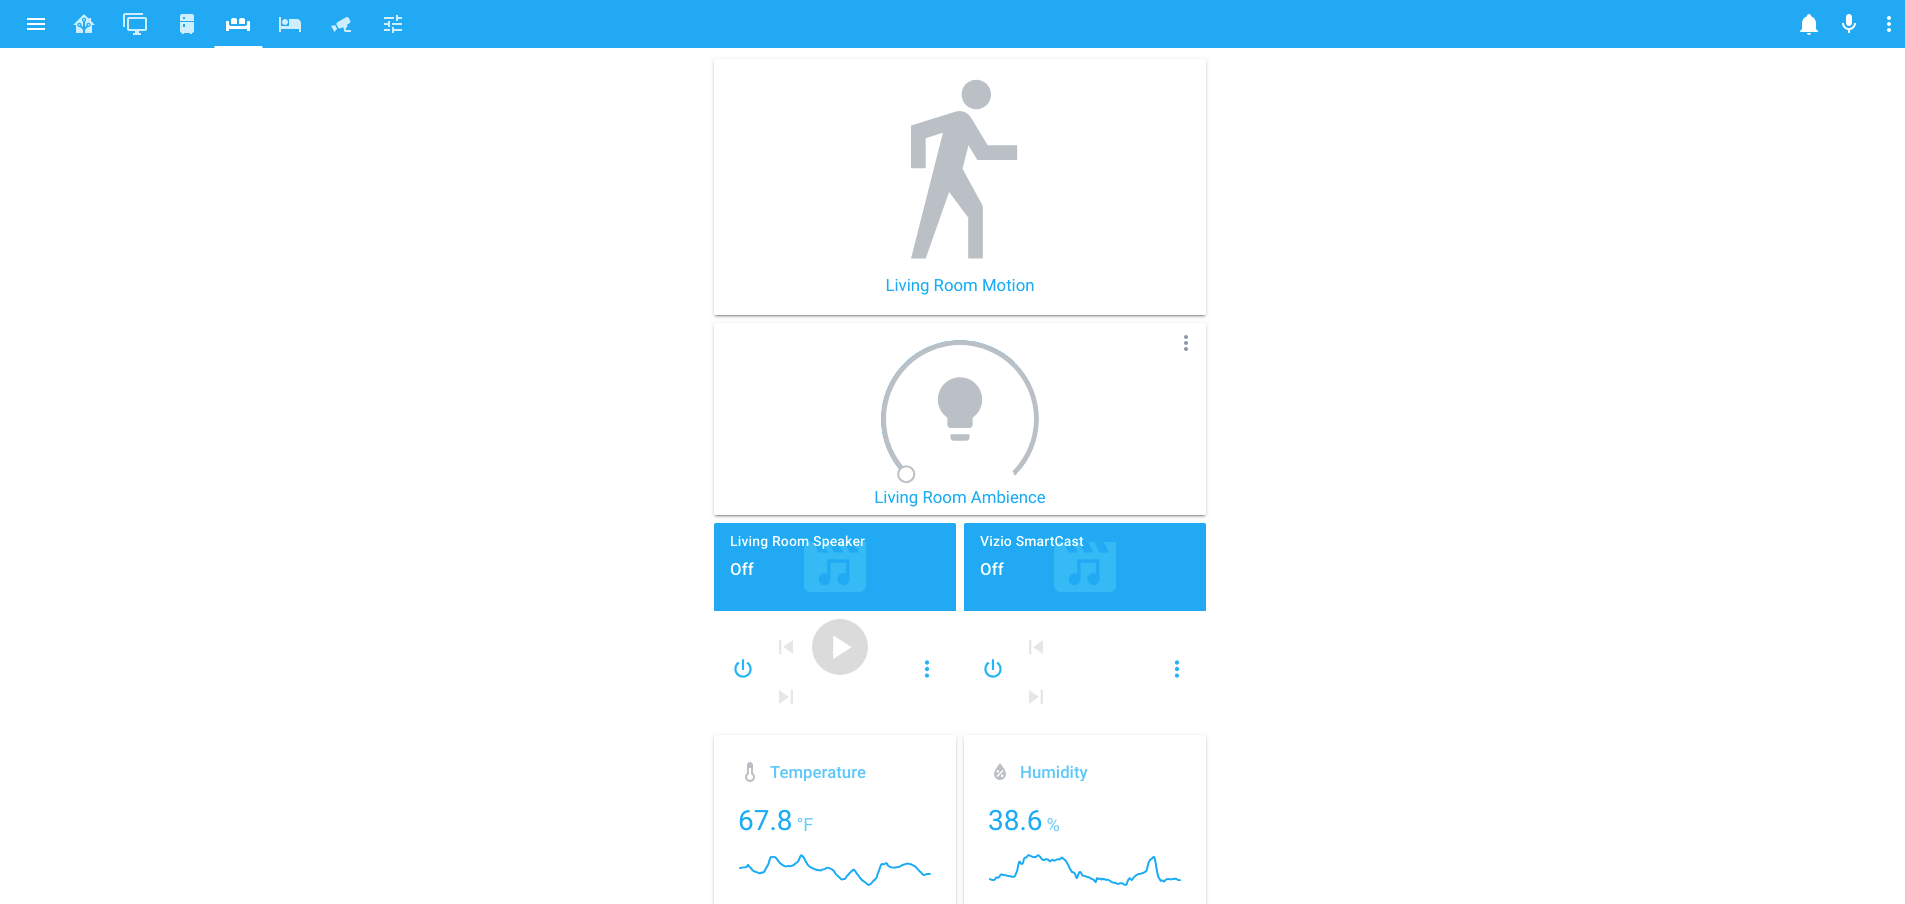 Living Room Motion
Living Room Ambience
Living Room Speaker
Off
Vizio SmartCast
Off
Temperature
67.8 °F
Humidity
38.6 %